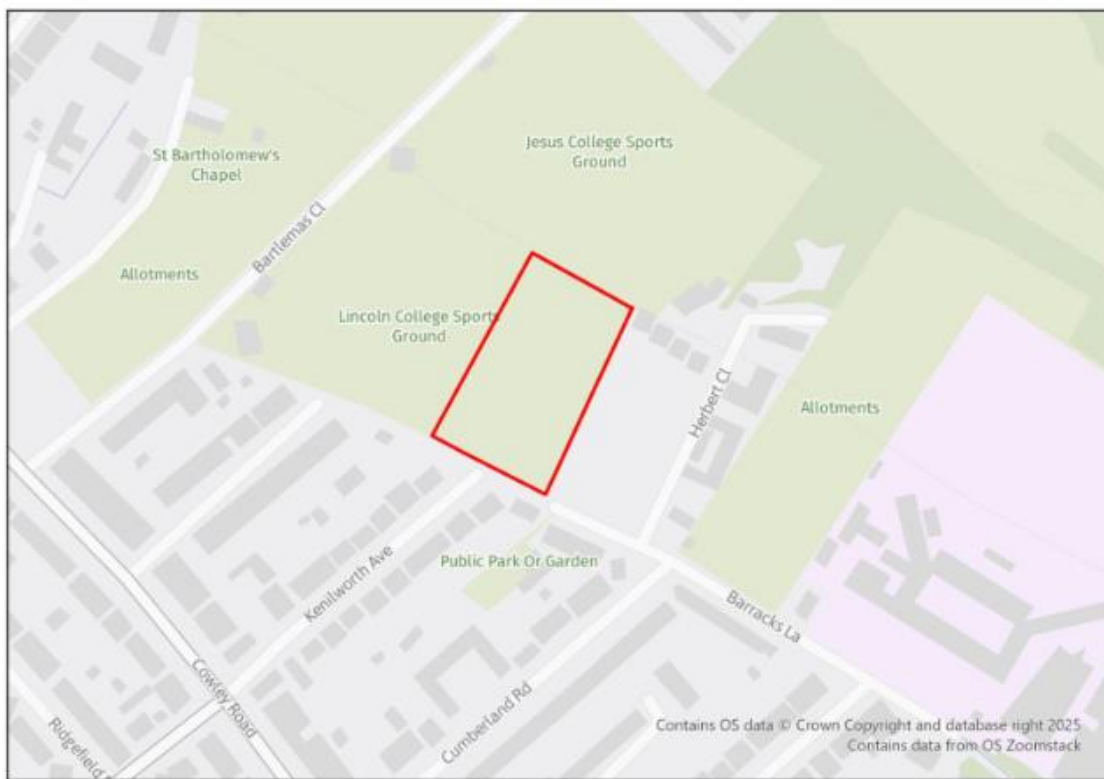 Jesus College Sports
Ground
St Bartholomew's
Chapel
Bartlemas Cl
Allotments
Lincoln College Sports
Ground
Herbert Cl
Allotments
Public Park Or Garden
Kenilworth Ave
Barracks La
Cowley Road
Cumberland Rd
Ridgefield
Contains OS data © Crown Copyright and database right 2025
Contains data from OS Zoomstack